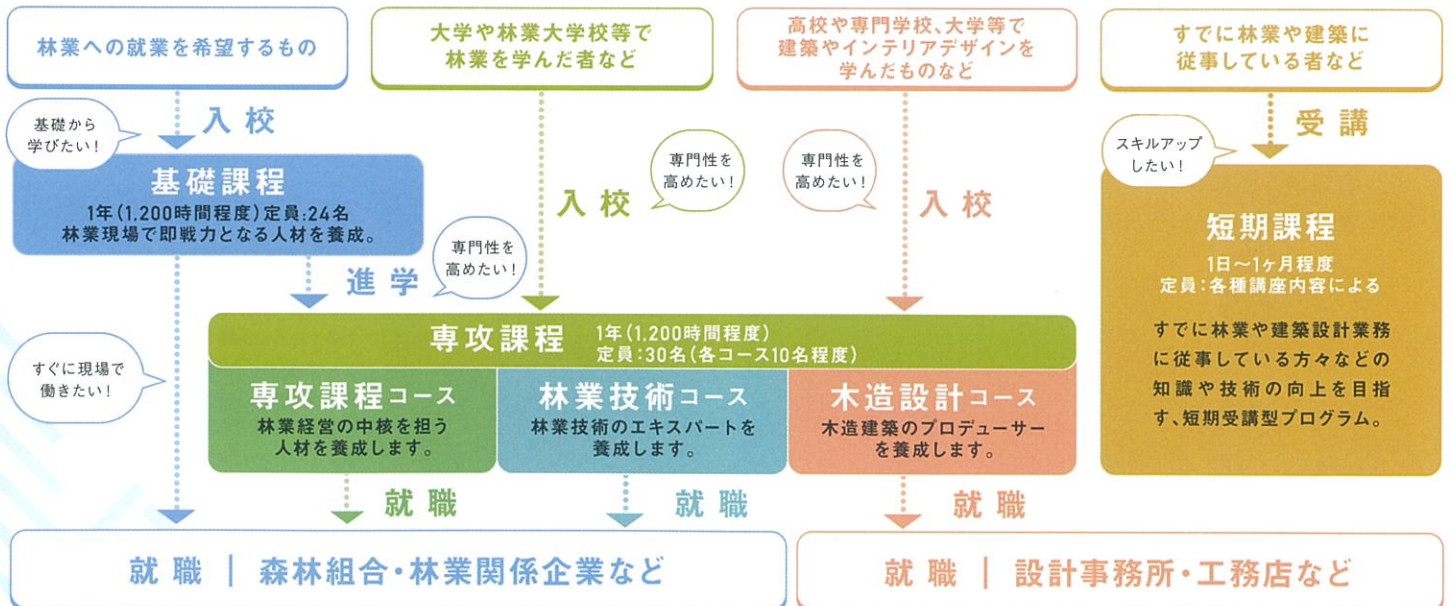 林業への就業を希望するもの
大学や林業大学校等で
林業を学んだ者など
高校や専門学校、大学等で
建築やインテリアデザインを
学んだものなど
すでに林業や建築に
従事している者など
基礎から
学びたい！
入校
基礎課程
1年（1,200時間程度）定員：24名
林業現場で即戦力となる人材を養成。
専門性を
高めたい！
入校
専門性を
高めたい！
入校
スキルアップ
したい！
受講
短期課程
1日～1ヶ月程度
定員：各種講座内容による
すでに林業や建築設計業務
に従事している方々などの
知識や技術の向上を目指
す、短期受講型プログラム。
進学
専門性を
高めたい！
すぐに現場で
働きたい！
専攻課程
1年（1,200時間程度）
定員：30名（各コース10名程度）
専攻課程コース
林業経営の中核を担う
人材を養成します。
林業技術コース
林業技術のエキスパートを
養成します。
木造設計コース
木造建築のプロデューサー
を養成します。
就職
就職
就職
就職｜森林組合・林業関係企業など
就職｜設計事務所・工務店など